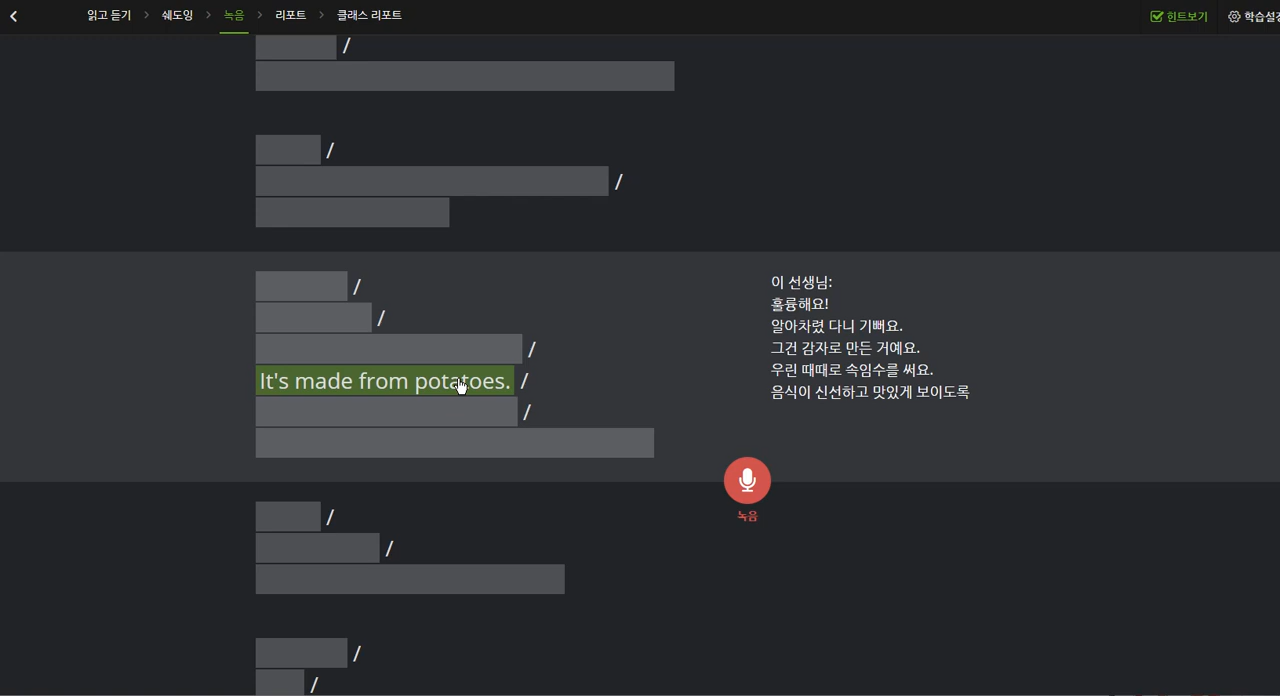 읽고 듣기 > 쉐도잉 > 녹음 > 리포트 > 클래스 리포트
힌트보기
학습설정
/
/
/
/
/
/
It's made from potatoes. /
/
이 선생님:
훌륭해요!
알아차렸 다니 기뻐요.
그건 감자로 만든 거예요.
우린 때때로 속임수를 써요.
음식이 신선하고 맛있게 보이도록
녹음
/
/
/
/